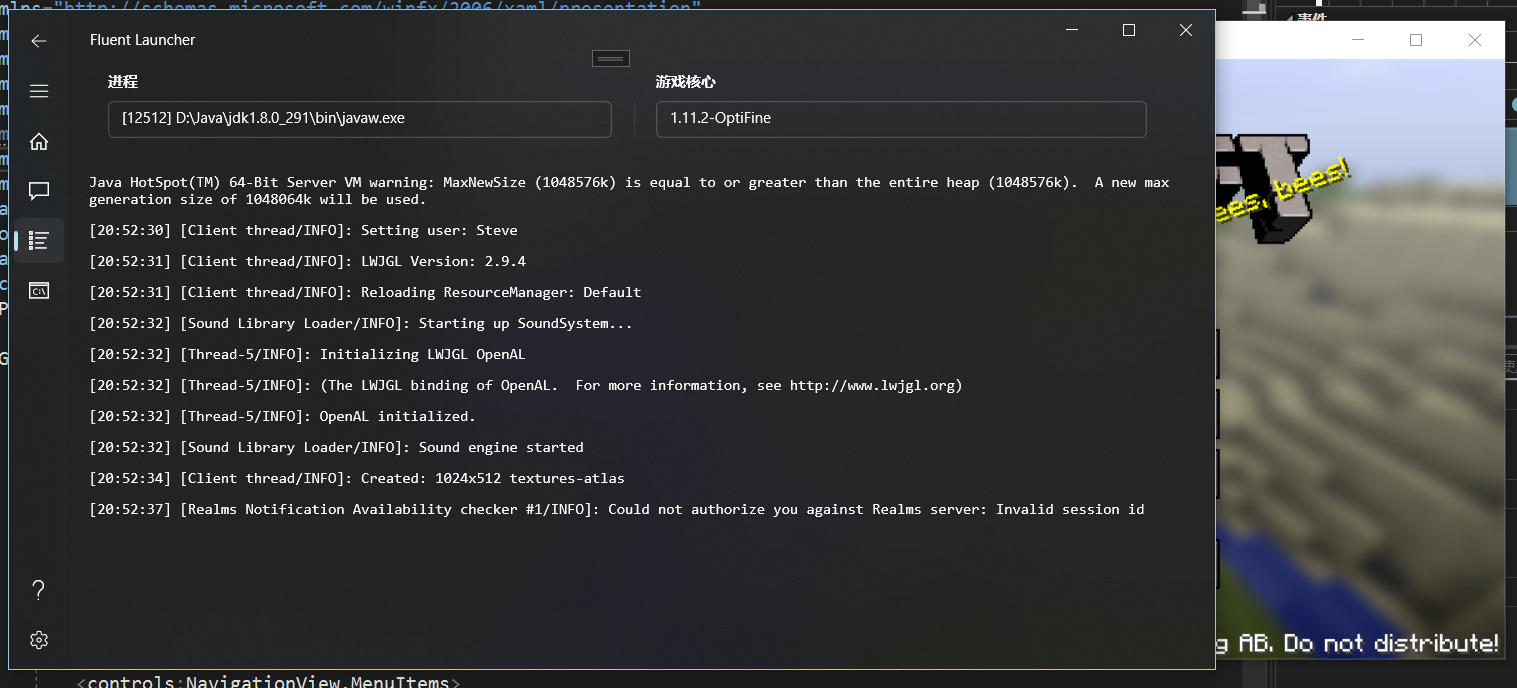 "http://schemas.microsoft.com/winfx/2006/xaml/presentation"
Fluent Launcher
事件
进程
游戏核心
[12512] D:\Java\jdk1.8.0_291\bin\javaw.exe
1.11.2-OptiFine
Java HotSpot(TM) 64-Bit Server VM warning: MaxNewSize (1048576k) is equal to or greater than the entire heap (1048576k).  A new max
generation size of 1048064k will be used.
[20:52:30] [Client thread/INFO]: Setting user: Steve
[20:52:31] [Client thread/INFO]: LWJGL Version: 2.9.4
[20:52:31] [Client thread/INFO]: Reloading ResourceManager: Default
[20:52:32] [Sound Library Loader/INFO]: Starting up SoundSystem...
[20:52:32] [Thread-5/INFO]: Initializing LWJGL OpenAL
[20:52:32] [Thread-5/INFO]: (The LWJGL binding of OpenAL.  For more information, see http://www.lwjgl.org)
[20:52:32] [Thread-5/INFO]: OpenAL initialized.
[20:52:32] [Sound Library Loader/INFO]: Sound engine started
[20:52:34] [Client thread/INFO]: Created: 1024x512 textures-atlas
[20:52:37] [Realms Notification Availability checker #1/INFO]: Could not authorize you against Realms server: Invalid session id
C:\
?
ees, bees!
g AB. Do not distribute!
<controls:NavigationView.MenuItems>